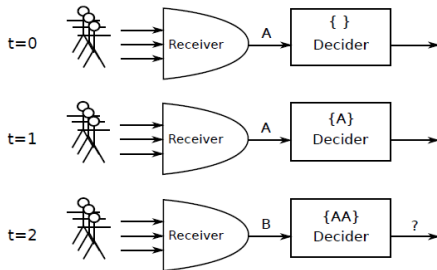 t=0
Receiver
A
{ }
Decider
t=1
Receiver
A
{A}
Decider
t=2
Receiver
B
{AA}
Decider
?